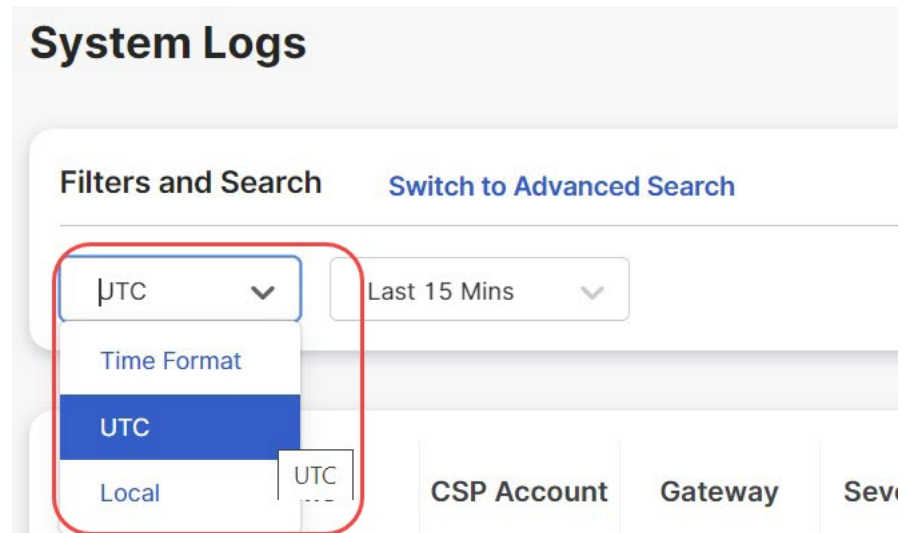 System Logs
Filters and Search Switch to Advanced Search
UTC Last 15 Mins
Time Format
UTC
UTC
Local
CSP Account Gateway